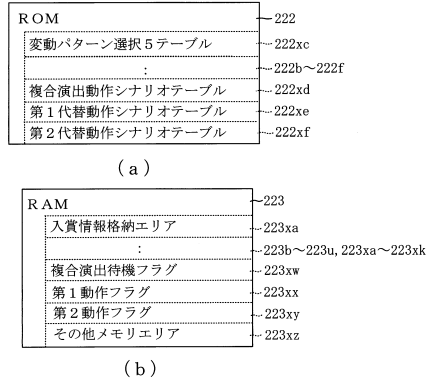 ROM 222
変動パターン選択5テーブル 222xc
： 222b～222f
複合演出動作シナリオテーブル 222xd
第1代替動作シナリオテーブル 222xe
第2代替動作シナリオテーブル 222xf
(a)
RAM 223
入賞情報格納エリア 223xa
： 223b～223u, 223xa～223xk
複合演出待機フラグ 223xw
第1動作フラグ 223xx
第2動作フラグ 223xy
その他メモリエリア 223xz
(b)